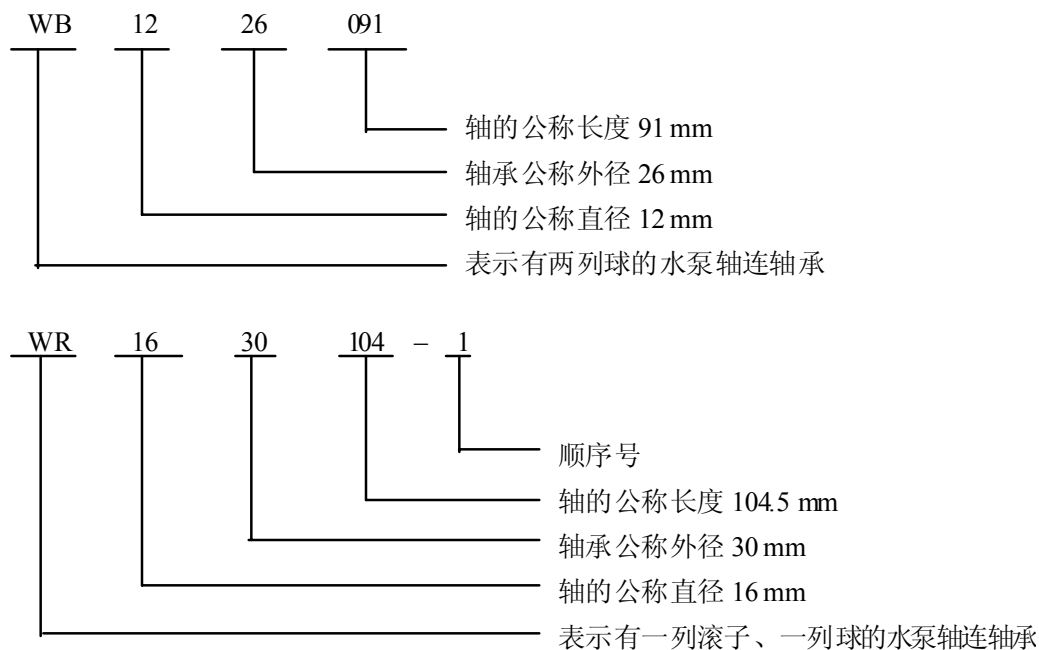 WB 12 26 091
轴的公称长度 91 mm
轴承公称外径 26 mm
轴的公称直径 12 mm
表示有两列球的水泵轴连轴承
WR 16 30 104 – 1
顺序号
轴的公称长度 104.5 mm
轴承公称外径 30 mm
轴的公称直径 16 mm
表示有一列滚子、一列球的水泵轴连轴承